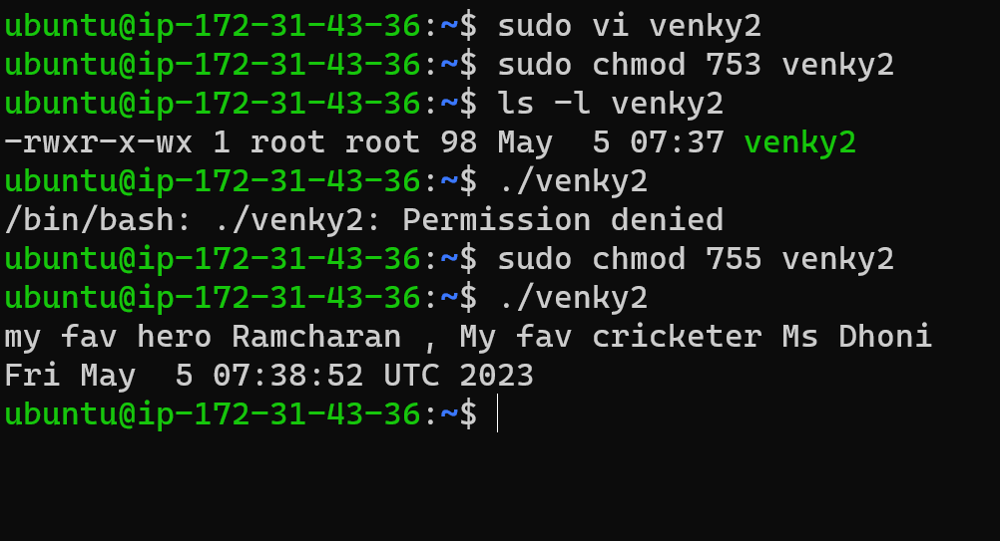 ubuntu@ip-172-31-43-36:~$ sudo vi venky2
ubuntu@ip-172-31-43-36:~$ sudo chmod 753 venky2
ubuntu@ip-172-31-43-36:~$ ls -l venky2
-rwxr-x-wx 1 root root 98 May  5 07:37 venky2
ubuntu@ip-172-31-43-36:~$ ./venky2
/bin/bash: ./venky2: Permission denied
ubuntu@ip-172-31-43-36:~$ sudo chmod 755 venky2
ubuntu@ip-172-31-43-36:~$ ./venky2
my fav hero Ramcharan , My fav cricketer Ms Dhoni
Fri May  5 07:38:52 UTC 2023
ubuntu@ip-172-31-43-36:~$